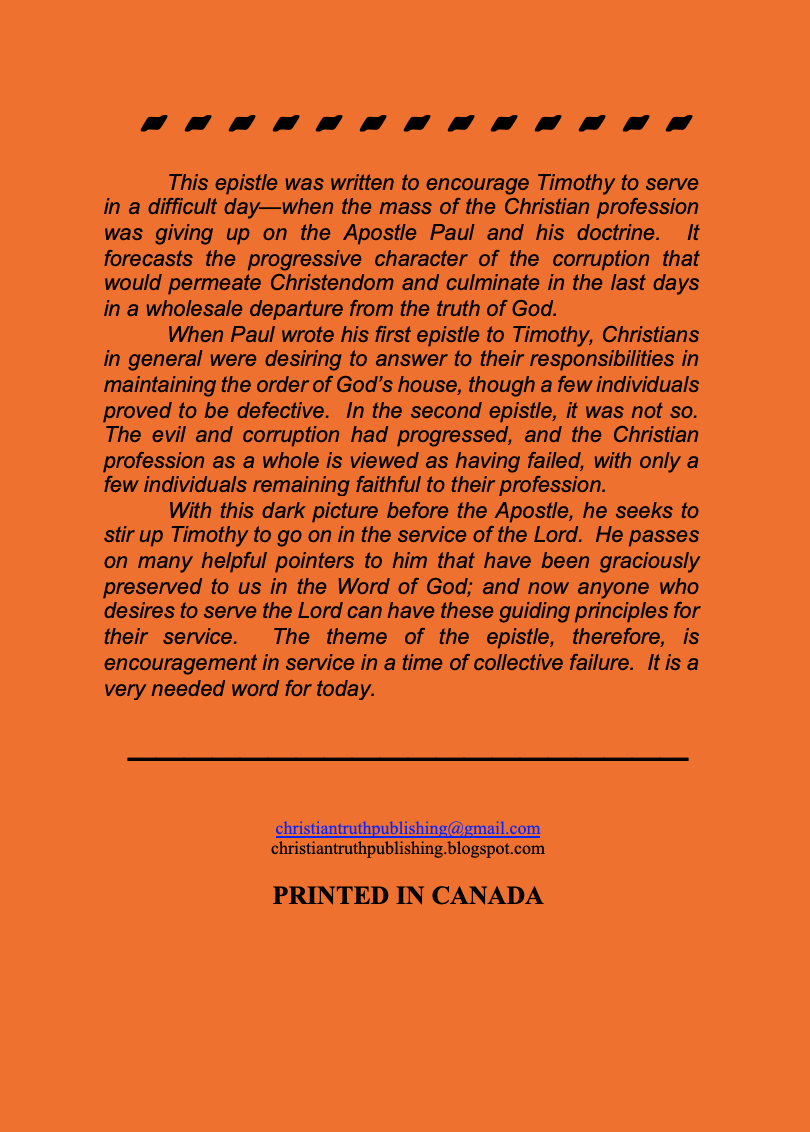 This epistle was written to encourage Timothy to serve
in a difficult day—when the mass of the Christian profession
was giving up on the Apostle Paul and his doctrine.  It
forecasts the progressive character of the corruption that
would permeate Christendom and culminate in the last days
in a wholesale departure from the truth of God.
When Paul wrote his first epistle to Timothy, Christians
in general were desiring to answer to their responsibilities in
maintaining the order of God's house, though a few individuals
proved to be defective.  In the second epistle, it was not so.
The evil and corruption had progressed, and the Christian
profession as a whole is viewed as having failed, with only a
few individuals remaining faithful to their profession.
With this dark picture before the Apostle, he seeks to
stir up Timothy to go on in the service of the Lord.  He passes
on many helpful pointers to him that have been graciously
preserved to us in the Word of God; and now anyone who
desires to serve the Lord can have these guiding principles for
their service.  The theme of the epistle, therefore, is
encouragement in service in a time of collective failure.  It is a
very needed word for today.
christiantruthpublishing@gmail.com
christiantruthpublishing.blogspot.com
PRINTED IN CANADA